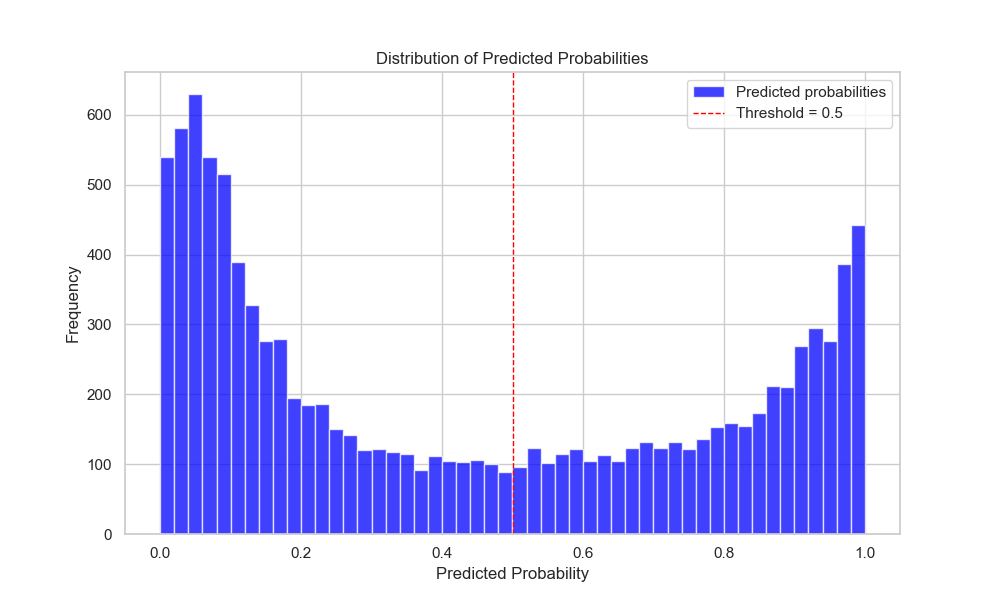 Distribution of Predicted Probabilities
Predicted probabilities
Threshold = 0.5
Frequency
600
500
400
300
200
100
0
0.0 0.2 0.4 0.6 0.8 1.0
Predicted Probability